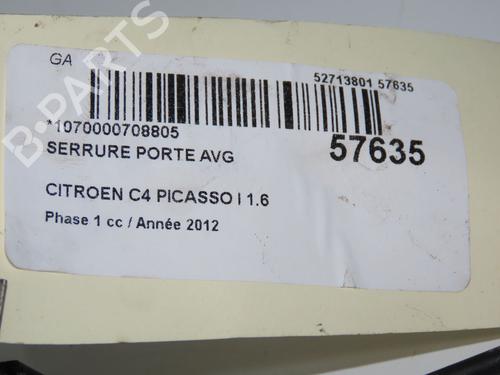 GA
52713801 57635
*1070000708805
57635
SERRURE PORTE AVG
CITROEN C4 PICASSO I 1.6
Phase 1 cc / Année 2012
B-PARTS